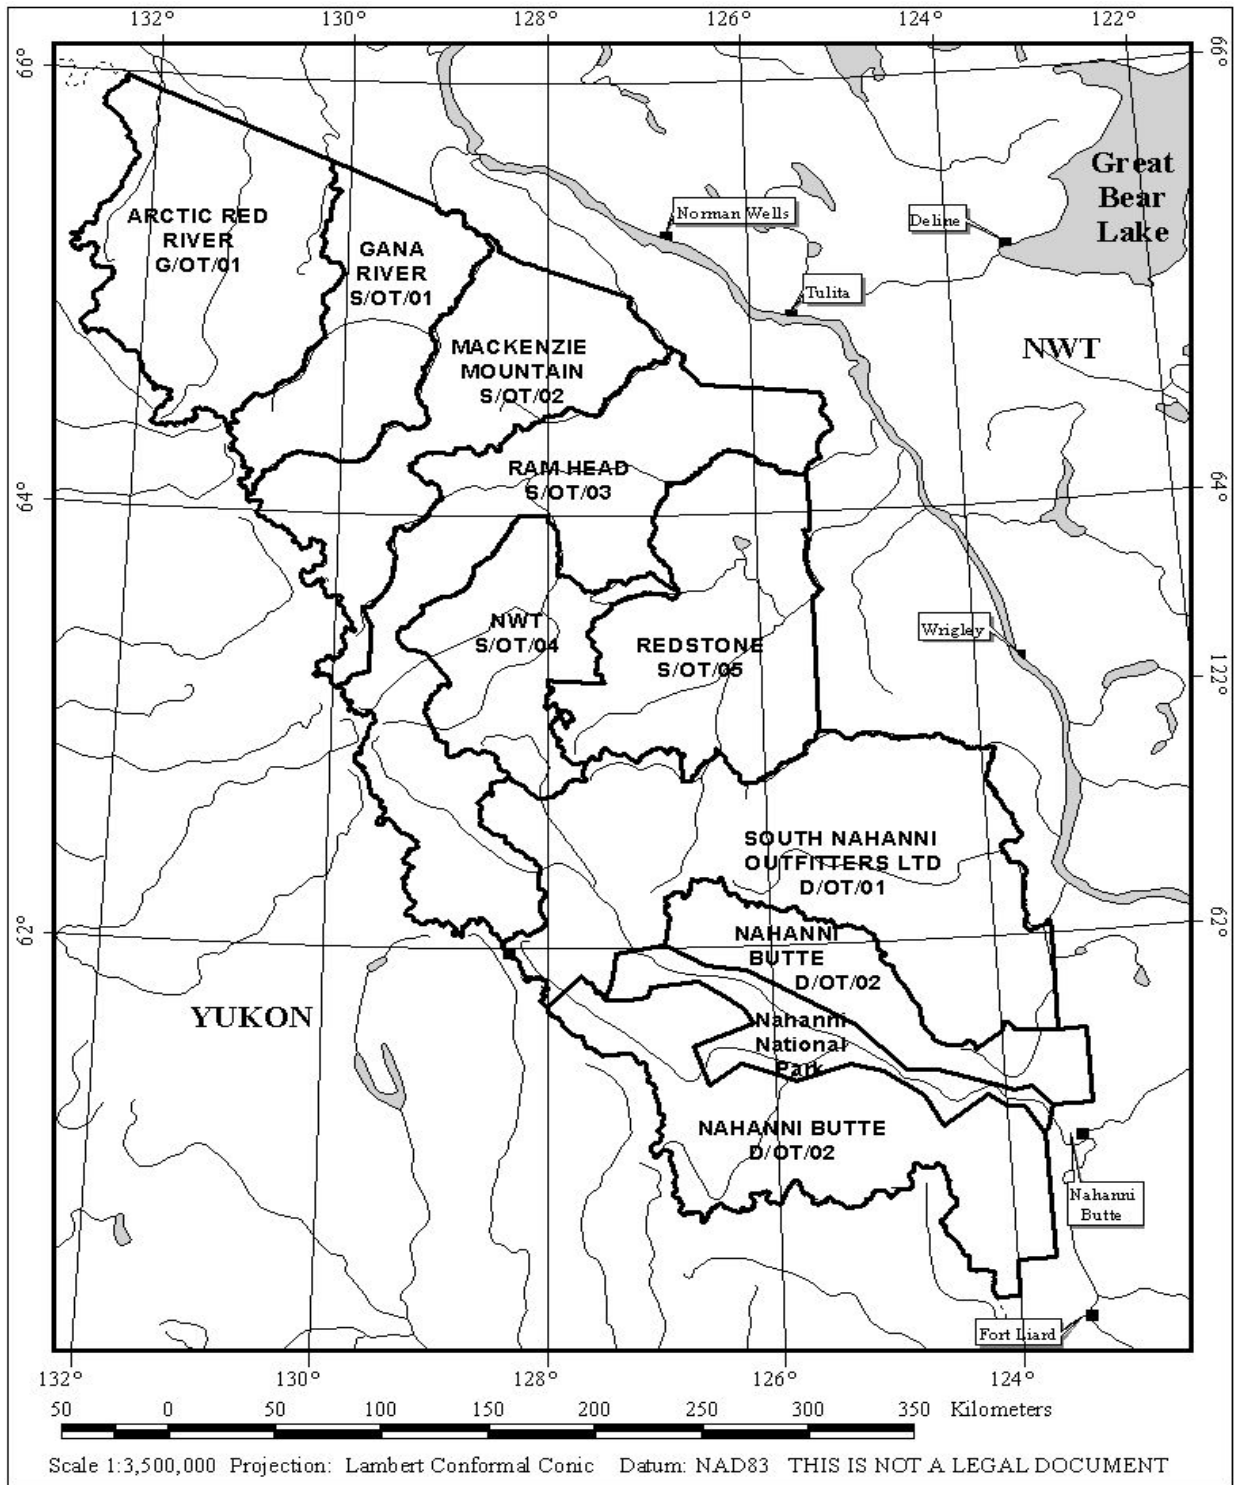 132° 130° 128° 126° 124° 122°
66° 66°
Great
Bear
Lake
ARCTIC RED
RIVER
G/OT/01
Norman Wells
Deline
GANA
RIVER
S/OT/01
Tulita
MACKENZIE
MOUNTAIN
S/OT/02
NWT
RAM HEAD
S/OT/03
64° 64°
NWT
S/OT/04
REDSTONE
S/OT/05
Wrigley
122°
SOUTH NAHANNI
OUTFITTERS LTD
D/OT/01
62° 62°
NAHANNI
BUTTE
D/OT/02
YUKON
Nahanni
National
Park
NAHANNI BUTTE
D/OT/02
Nahanni
Butte
Fort Liard
132° 130° 128° 126° 124°
50 0 50 100 150 200 250 300 350 Kilometers
Scale 1:3,500,000 Projection: Lambert Conformal Conic Datum: NAD83 THIS IS NOT A LEGAL DOCUMENT